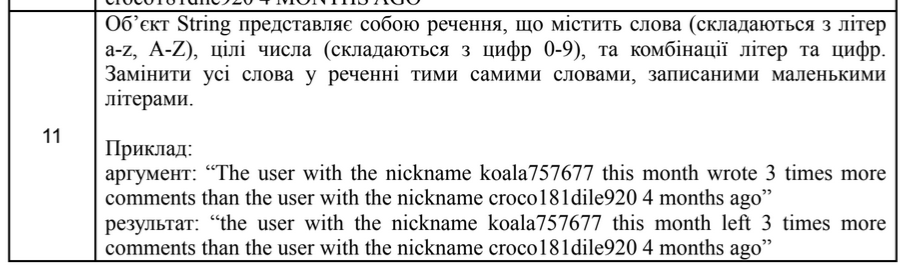 croco181dile920 4 MONTHS AGO
Об’єкт String представляє собою речення, що містить слова (складаються з літер
a-z, A-Z), цілі числа (складаються з цифр 0-9), та комбінації літер та цифр.
Замінити усі слова у реченні тими самими словами, записаними маленькими
літерами.
11
Приклад:
аргумент: “The user with the nickname koala757677 this month wrote 3 times more
comments than the user with the nickname croco181dile920 4 months ago”
результат: “the user with the nickname koala757677 this month left 3 times more
comments than the user with the nickname croco181dile920 4 months ago”